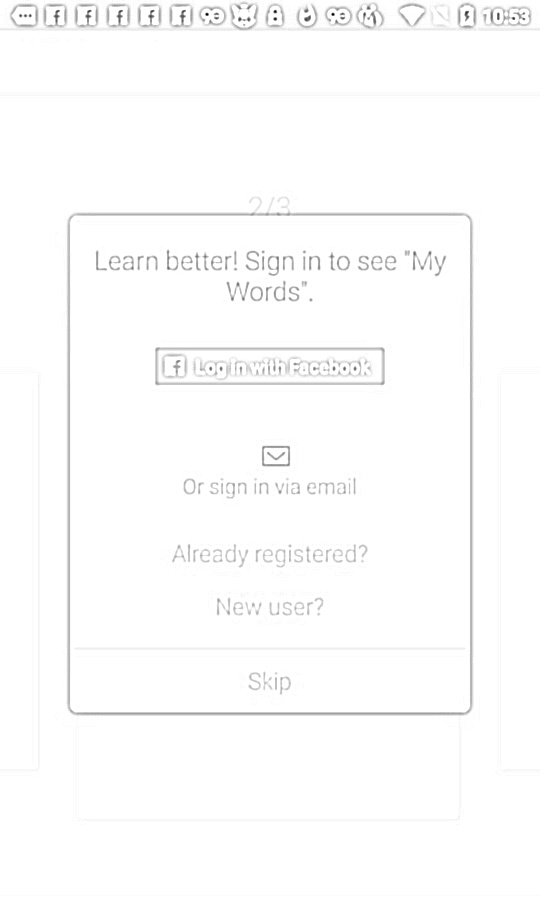 10:53
2/3
Learn better! Sign in to see "My
Words".
f Log in with Facebook
Or sign in via email
Already registered?
New user?
Skip